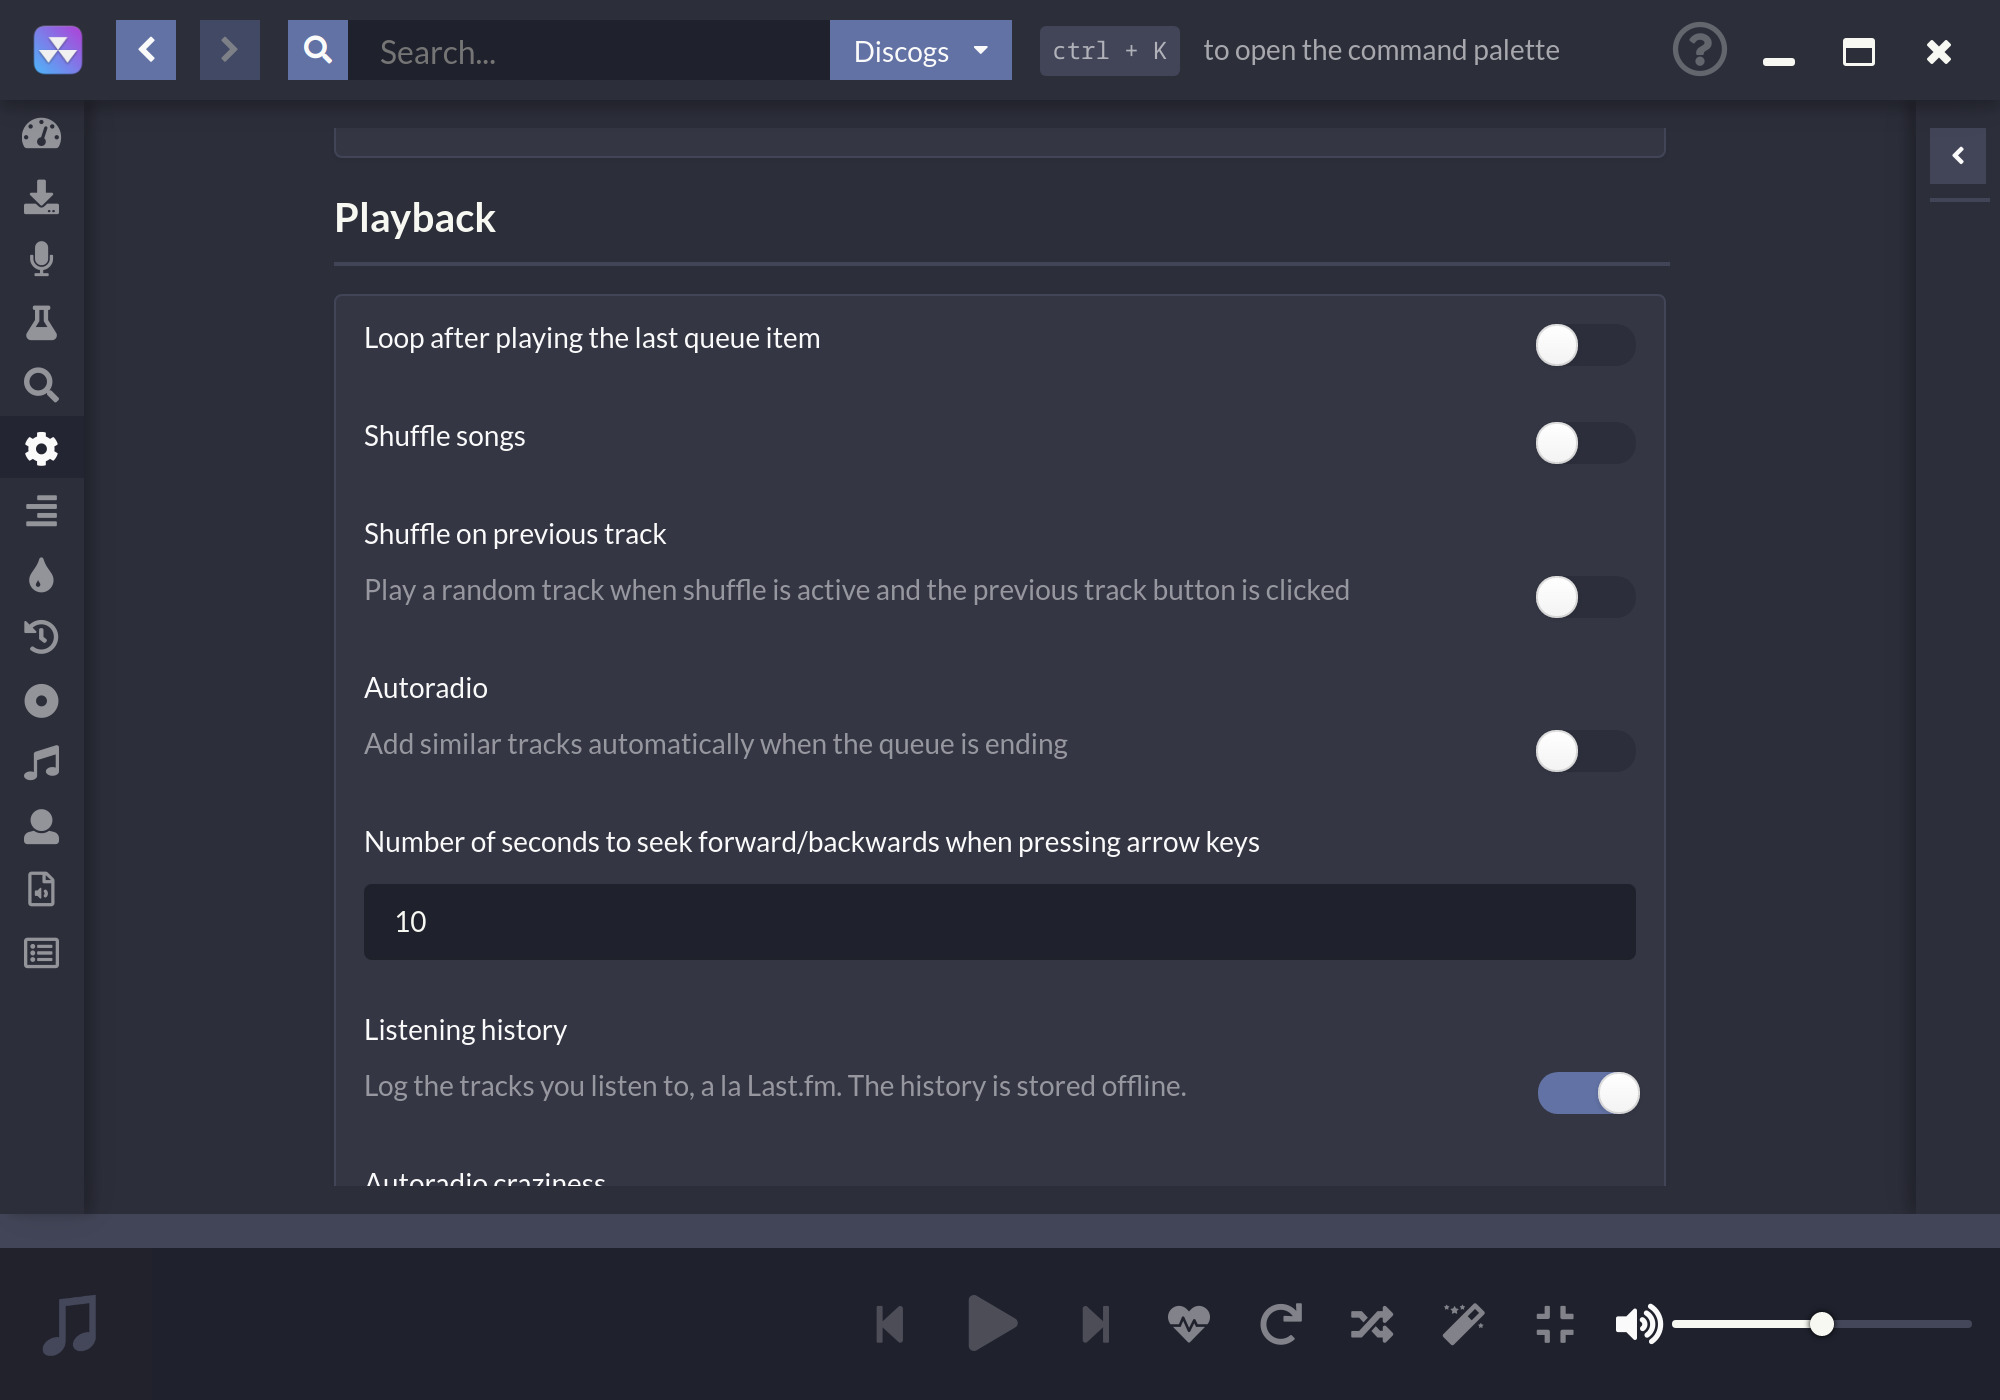 Search...
Discogs
ctrl + K
to open the command palette
Playback
Loop after playing the last queue item
Shuffle songs
Shuffle on previous track
Play a random track when shuffle is active and the previous track button is clicked
Autoradio
Add similar tracks automatically when the queue is ending
Number of seconds to seek forward/backwards when pressing arrow keys
10
Listening history
Log the tracks you listen to, a la Last.fm. The history is stored offline.
Autoradio craziness